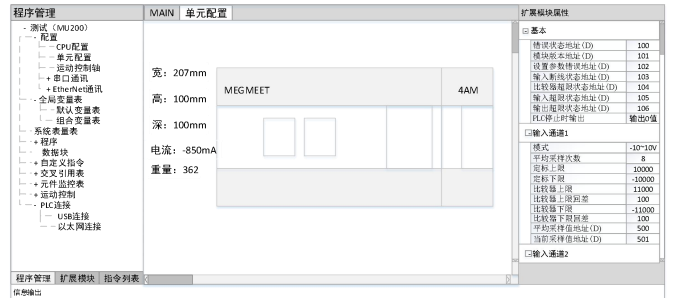 程序管理
- 测试（MU200）
- 配置
CPU配置
单元配置
运动控制轴
+ 串口通讯
+ EtherNet通讯
- 全局变量表
默认变量表
组合变量表
系统表量表
+ 程序
数据块
+ 自定义指令
+ 交叉引用表
+ 元件监控表
+ 运动控制
- PLC连接
USB连接
以太网连接
程序管理 扩展模块 指令列表
信息输出
MAIN 单元配置
宽：207mm
高：100mm
深：100mm
电流：-850mA
重量：362
MEGMEET 4AM
扩展模块属性
基本
错误状态地址(D) 100
模块版本地址(D) 101
设置参数错误地址(D) 102
输入断线状态地址(D) 103
比较器超限状态地址(D) 104
输入超限状态地址(D) 105
输出超限状态地址(D) 106
PLC停止时输出 输出0值
输入通道1
模式 -10~10V
平均采样次数 8
定标上限 10000
定标下限 -10000
比较器上限 11000
比较器上限回差 100
比较器下限 -11000
比较器下限回差 100
平均采样值地址(D) 500
当前采样值地址(D) 501
输入通道2